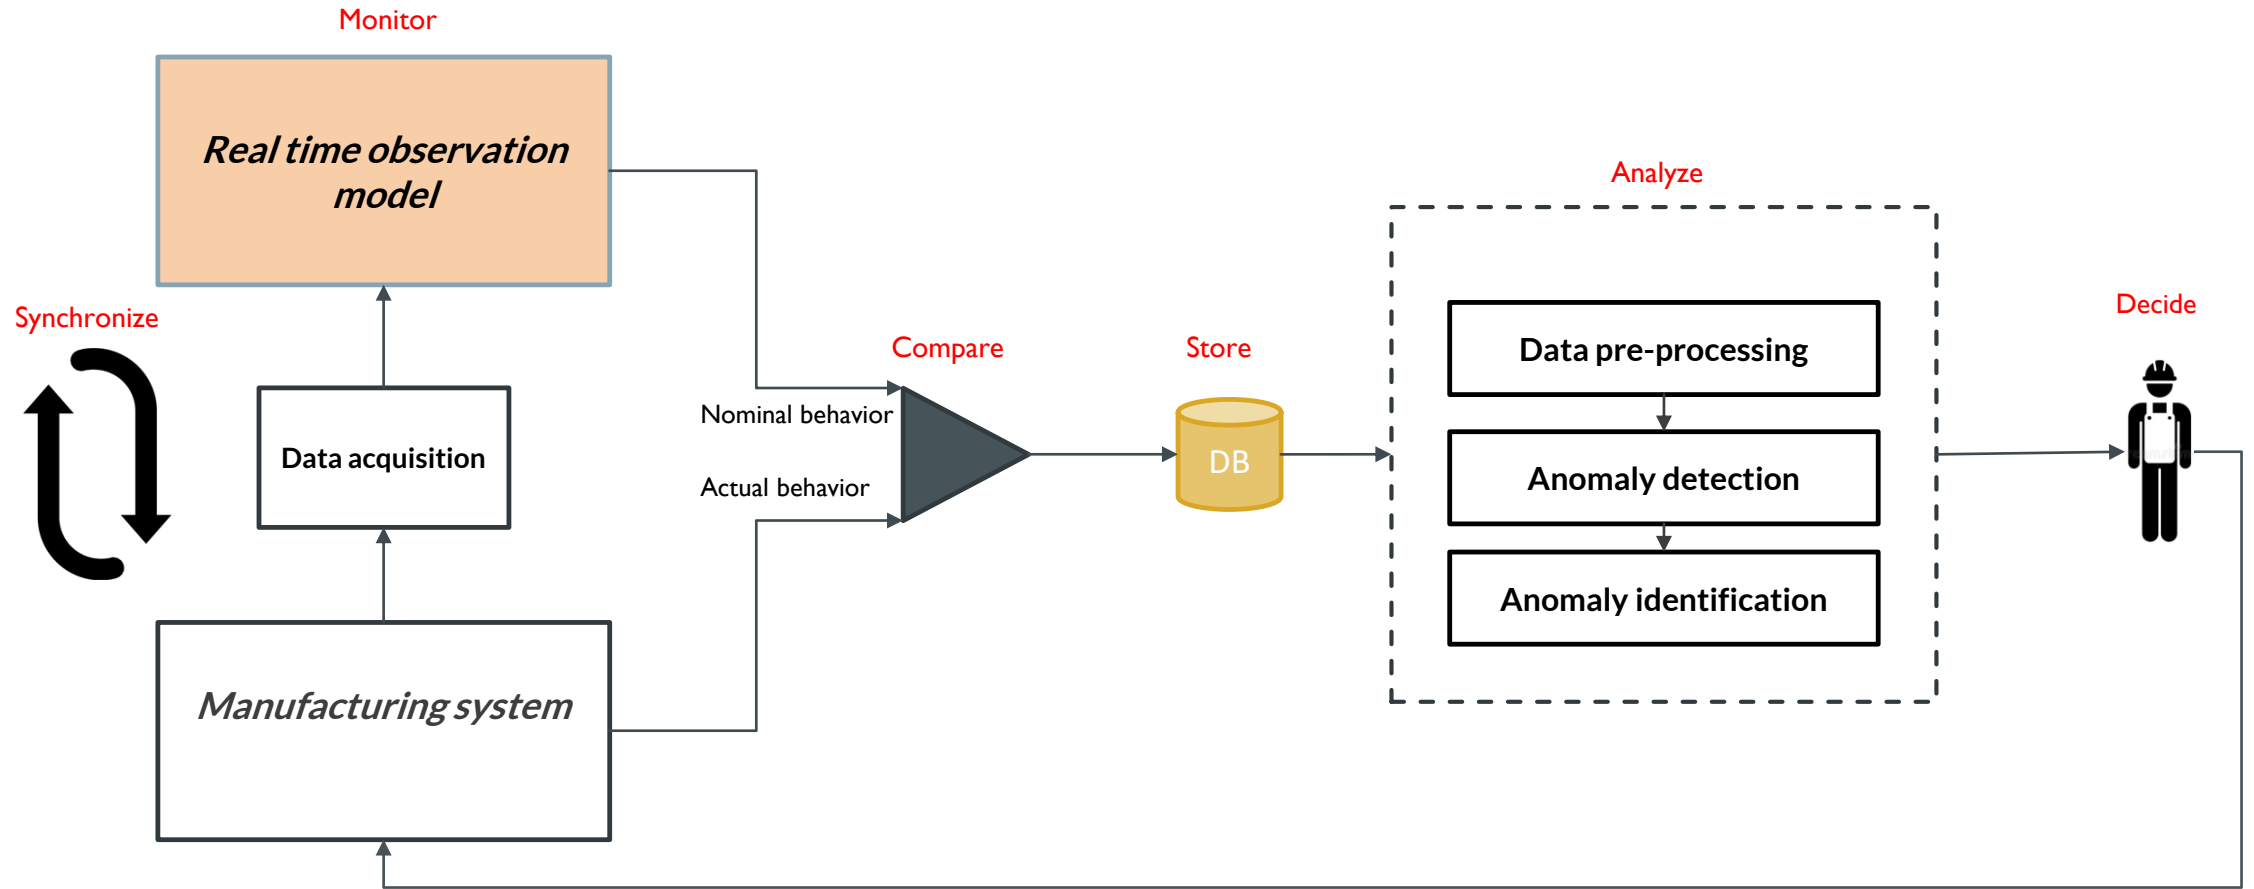 Monitor
Real time observation
model
Synchronize
Data acquisition
Manufacturing system
Compare
Nominal behavior
Actual behavior
Store
DB
Analyze
Data pre-processing
Anomaly detection
Anomaly identification
Decide